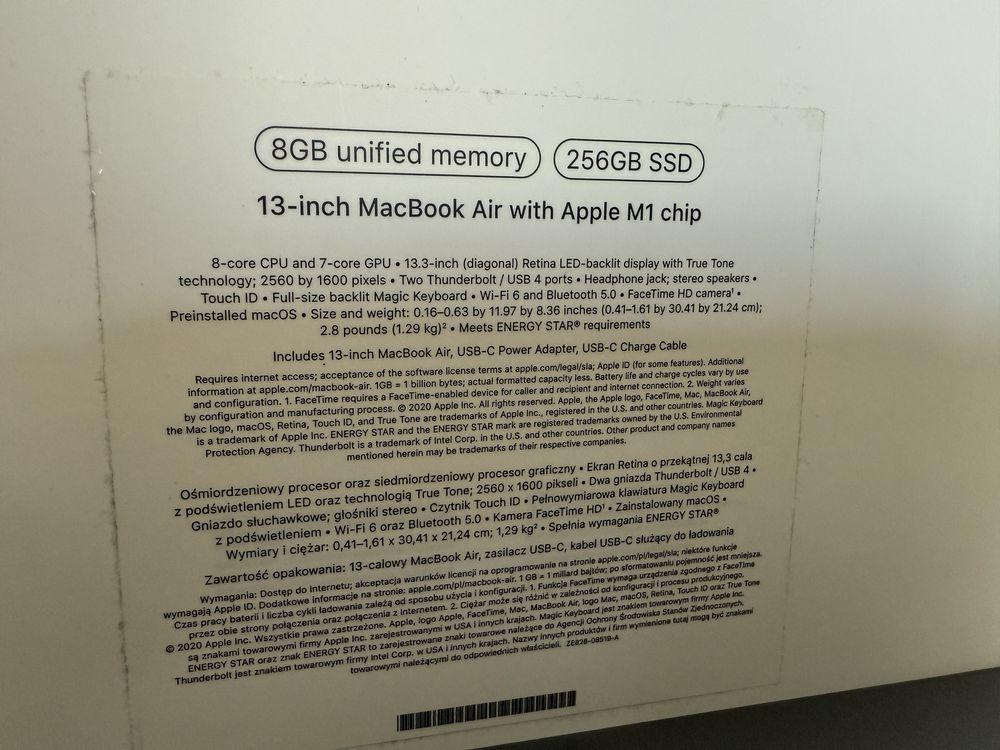 8GB unified memory 256GB SSD
13-inch MacBook Air with Apple M1 chip
8-core CPU and 7-core GPU • 13.3-inch (diagonal) Retina LED-backlit display with True Tone
technology; 2560 by 1600 pixels • Two Thunderbolt / USB 4 ports • Headphone jack; stereo speakers •
Touch ID • Full-size backlit Magic Keyboard • Wi-Fi 6 and Bluetooth 5.0 • FaceTime HD camera¹ •
Preinstalled macOS • Size and weight: 0.16–0.63 by 11.97 by 8.36 inches (0.41–1.61 by 30.41 by 21.24 cm);
2.8 pounds (1.29 kg)² • Meets ENERGY STAR® requirements
Includes 13-inch MacBook Air, USB-C Power Adapter, USB-C Charge Cable
Requires internet access; acceptance of the software license terms at apple.com/legal/sla; Apple ID (for some features). Additional
information at apple.com/macbook-air. 1GB = 1 billion bytes; actual formatted capacity less. Battery life and charge cycles vary by use
and configuration. 1. FaceTime requires a FaceTime-enabled device for caller and recipient and internet connection. 2. Weight varies
by configuration and manufacturing process. © 2020 Apple Inc. All rights reserved. Apple, the Apple logo, FaceTime, Mac, MacBook Air,
the Mac logo, macOS, Retina, Touch ID, and True Tone are trademarks of Apple Inc., registered in the U.S. and other countries. Magic Keyboard
is a trademark of Apple Inc. ENERGY STAR and the ENERGY STAR mark are registered trademarks owned by the U.S. Environmental
Protection Agency. Thunderbolt is a trademark of Intel Corp. in the U.S. and other countries. Other product and company names
mentioned herein may be trademarks of their respective companies.
Ośmiordzeniowy procesor oraz siedmiordzeniowy procesor graficzny • Ekran Retina o przekątnej 13,3 cala
z podświetleniem LED oraz technologią True Tone; 2560 x 1600 pikseli • Dwa gniazda Thunderbolt / USB 4 •
Gniazdo słuchawkowe; głośniki stereo • Czytnik Touch ID • Pełnowymiarowa klawiatura Magic Keyboard
z podświetleniem • Wi-Fi 6 oraz Bluetooth 5.0 • Kamera FaceTime HD¹ • Zainstalowany macOS •
Wymiary i ciężar: 0,41–1,61 x 30,41 x 21,24 cm; 1,29 kg² • Spełnia wymagania ENERGY STAR®
Zawartość opakowania: 13-calowy MacBook Air, zasilacz USB-C, kabel USB-C służący do ładowania
Wymagania: Dostęp do Internetu; akceptacja warunków licencji na oprogramowanie na stronie apple.com/pl/legal/sla; niektóre funkcje
wymagają Apple ID. Dodatkowe informacje na stronie: apple.com/pl/macbook-air. 1 GB = 1 miliard bajtów; po sformatowaniu pojemność jest mniejsza.
Czas pracy baterii i liczba cykli ładowania zależą od sposobu użycia i konfiguracji. 1. Funkcja FaceTime wymaga urządzenia zgodnego z FaceTime
przez obie strony połączenia oraz połączenia z Internetem. 2. Ciężar może się różnić w zależności od konfiguracji i procesu produkcyjnego.
© 2020 Apple Inc. Wszystkie prawa zastrzeżone. Apple, logo Apple, FaceTime, Mac, MacBook Air, logo Mac, macOS, Retina, Touch ID oraz True Tone
są znakami towarowymi firmy Apple Inc. zarejestrowanymi w USA i innych krajach. Magic Keyboard jest znakiem towarowym firmy Apple Inc.
ENERGY STAR oraz znak ENERGY STAR to zarejestrowane znaki towarowe należące do Agencji Ochrony Środowiska Stanów Zjednoczonych.
Thunderbolt jest znakiem towarowym firmy Intel Corp. w USA i innych krajach. Nazwy innych produktów i firm wymienione tutaj mogą być znakami
towarowymi należącymi do odpowiednich właścicieli. ZE828-08519-A